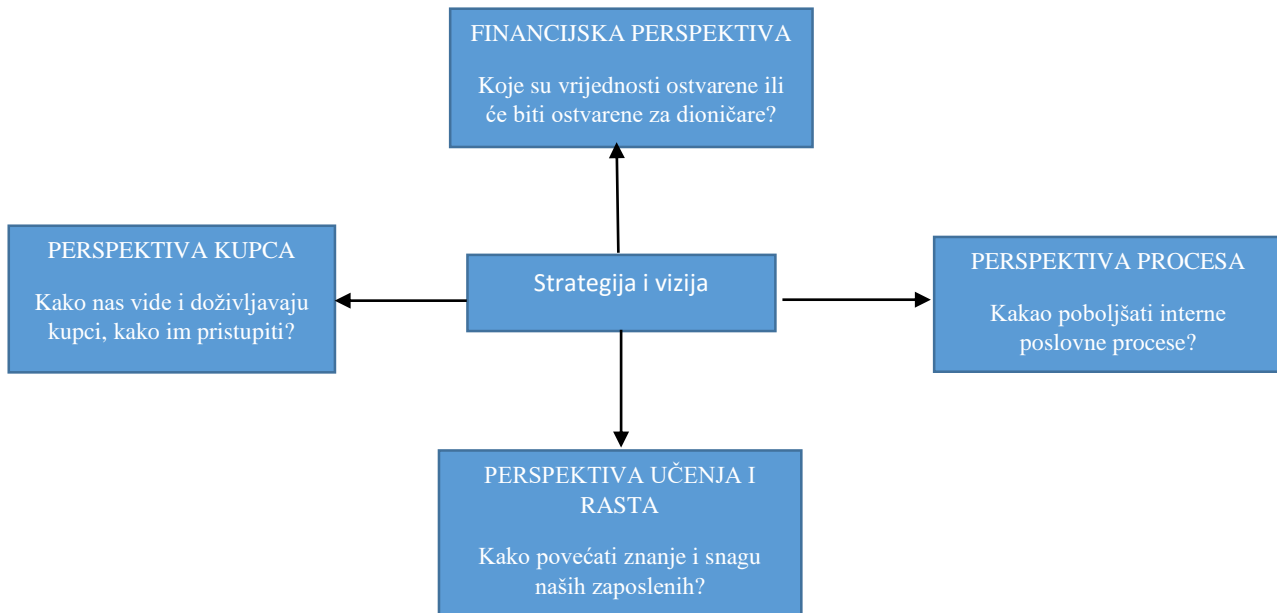 FINANCIJSKA PERSPEKTIVA
Koje su vrijednosti ostvarene ili
će biti ostvarene za dioničare?
PERSPEKTIVA KUPCA
Kako nas vide i doživljavaju
kupci, kako im pristupiti?
Strategija i vizija
PERSPEKTIVA PROCESA
Kakao poboljšati interne
poslovne procese?
PERSPEKTIVA UČENJA I
RASTA
Kako povećati znanje i snagu
naših zaposlenih?